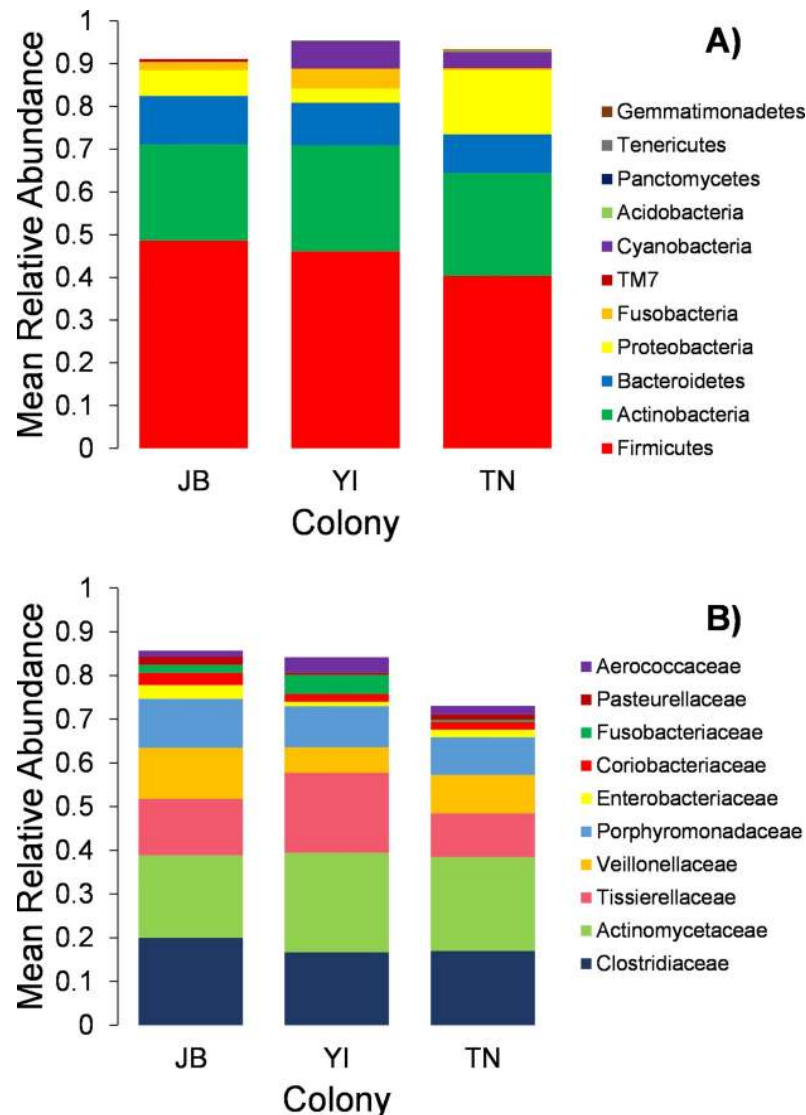 A)
Mean Relative Abundance
1
0.9
0.8
0.7
0.6
0.5
0.4
0.3
0.2
0.1
0
JB YI TN
Colony
Gemmatimonadetes
Tenericutes
Panctomycetes
Acidobacteria
Cyanobacteria
TM7
Fusobacteria
Proteobacteria
Bacteroidetes
Actinobacteria
Firmicutes
B)
Mean Relative Abundance
1
0.9
0.8
0.7
0.6
0.5
0.4
0.3
0.2
0.1
0
JB YI TN
Colony
Aerococcaceae
Pasteurellaceae
Fusobacteriaceae
Coriobacteriaceae
Enterobacteriaceae
Porphyromonadaceae
Veillonellaceae
Tissierellaceae
Actinomycetaceae
Clostridiaceae